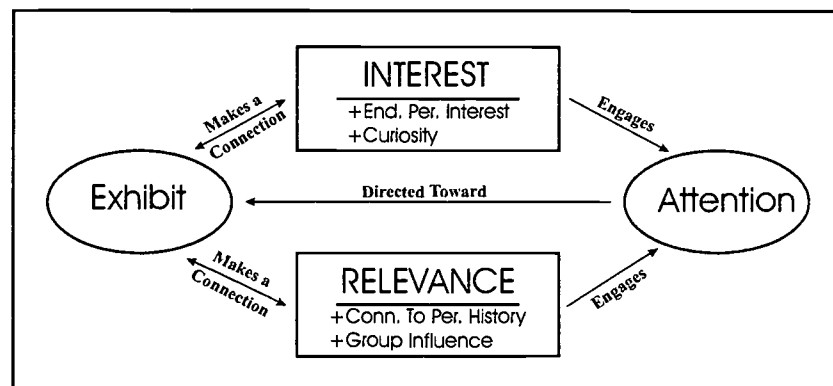 INTEREST
+End. Per. Interest
+Curiosity
Makes a
Connection
Engages
Exhibit
Directed Toward
Attention
Makes a
Connection
RELEVANCE
+Conn. To Per. History
+Group Influence
Engages